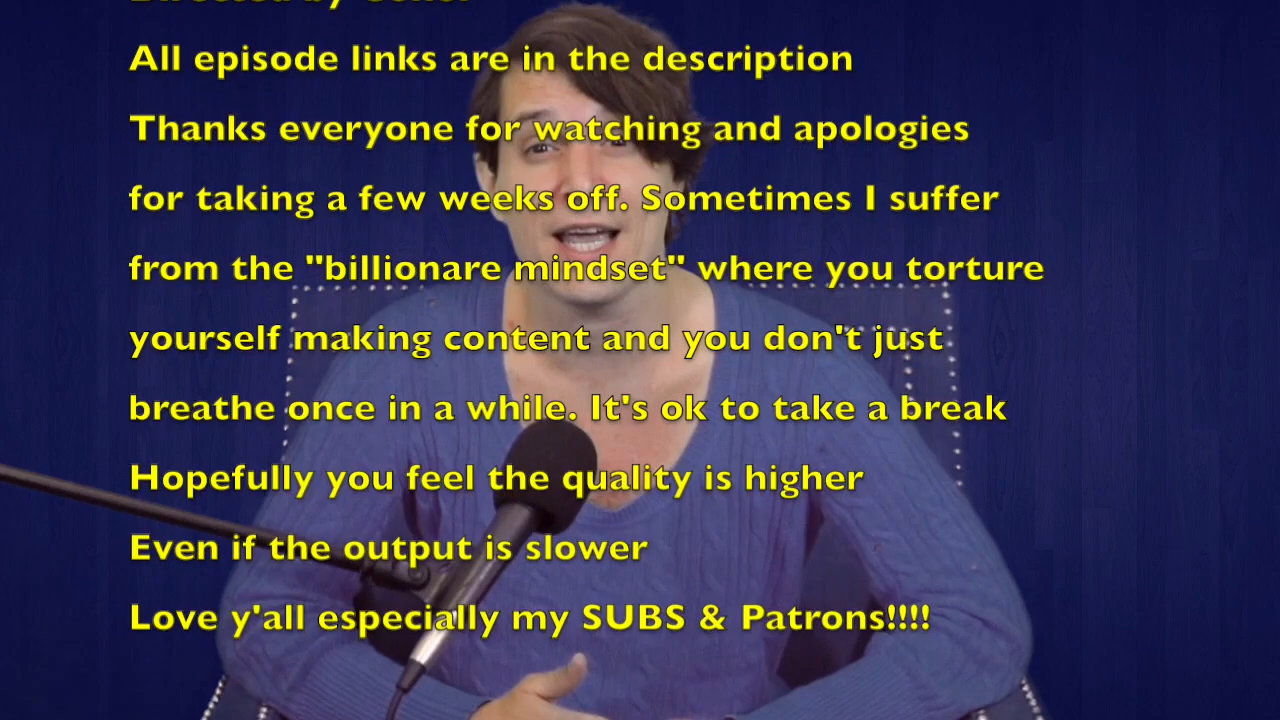 All episode links are in the description
Thanks everyone for watching and apologies
for taking a few weeks off. Sometimes I suffer
from the "billionare mindset" where you torture
yourself making content and you don't just
breathe once in a while. It's ok to take a break
Hopefully you feel the quality is higher
Even if the output is slower
Love y'all especially my SUBS & Patrons!!!!